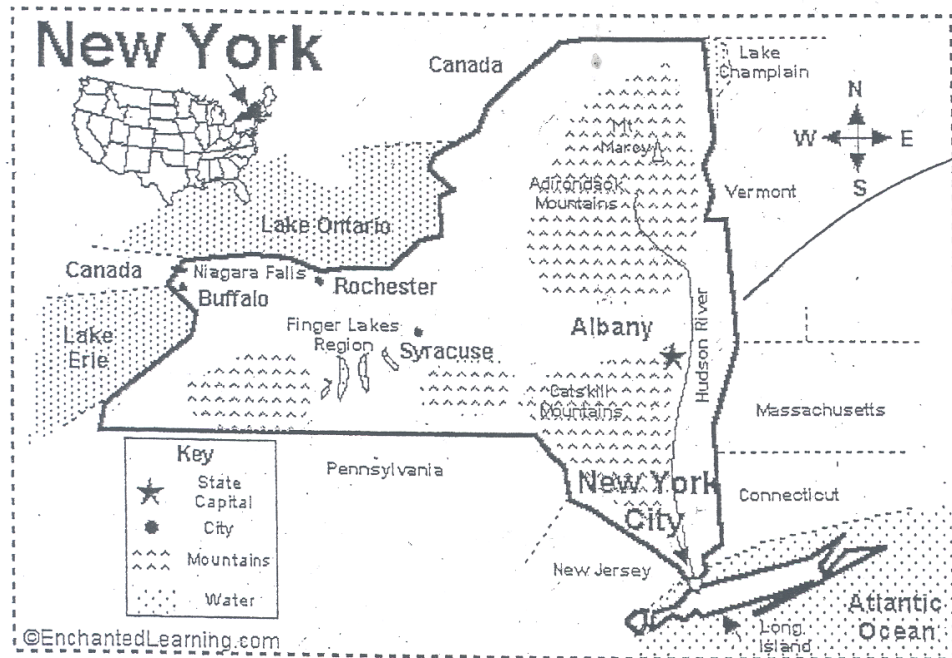 New York
Canada
Lake
Champlain
N
W
E
S
Mt
Marcy
Adirondack
Mountains
Vermont
Lake Ontario
Canada
Niagara Falls
Buffalo
Rochester
Lake
Erie
Finger Lakes
Region
Syracuse
Albany
Hudson River
Catskill
Mountains
Massachusetts
Key
State
Capital
City
Mountains
Water
Pennsylvania
New York
City
Connecticut
New Jersey
Long
Island
Atlantic
Ocean
©EnchantedLearning.com